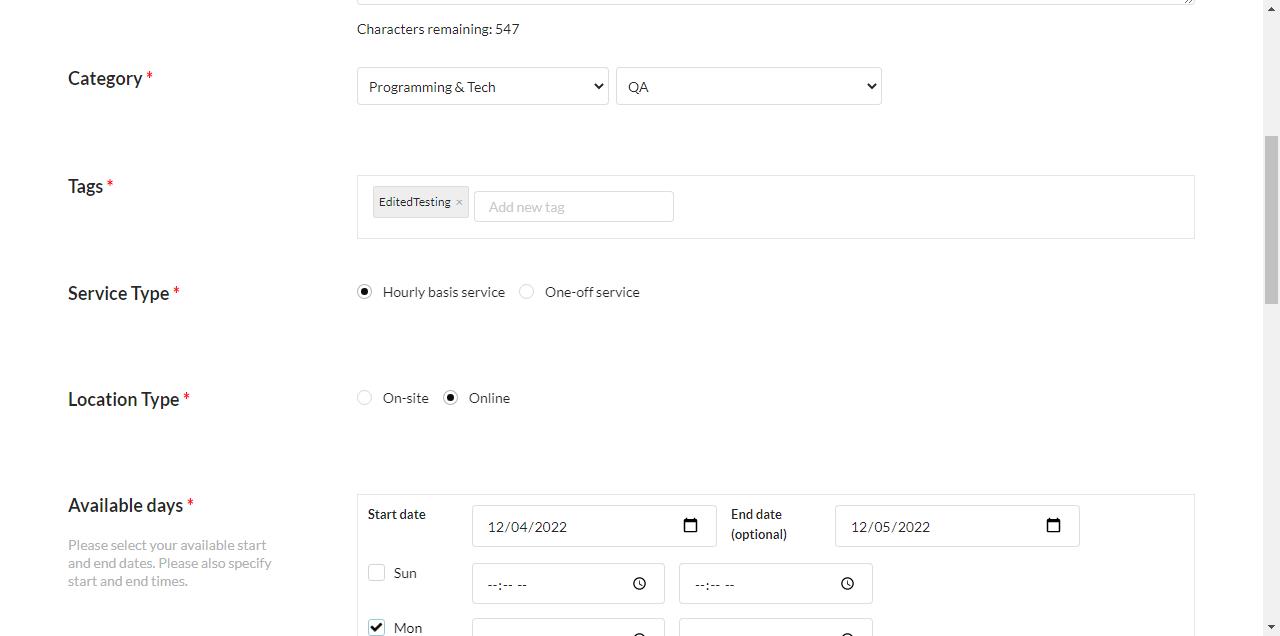 Characters remaining: 547
Category *
Programming & Tech
QA
Tags *
EditedTesting ×
Add new tag
Service Type *
Hourly basis service
One-off service
Location Type *
On-site
Online
Available days *
Please select your available start
and end dates. Please also specify
start and end times.
Start date
12/04/2022
End date
(optional)
12/05/2022
Sun
--:-- --
--:-- --
Mon